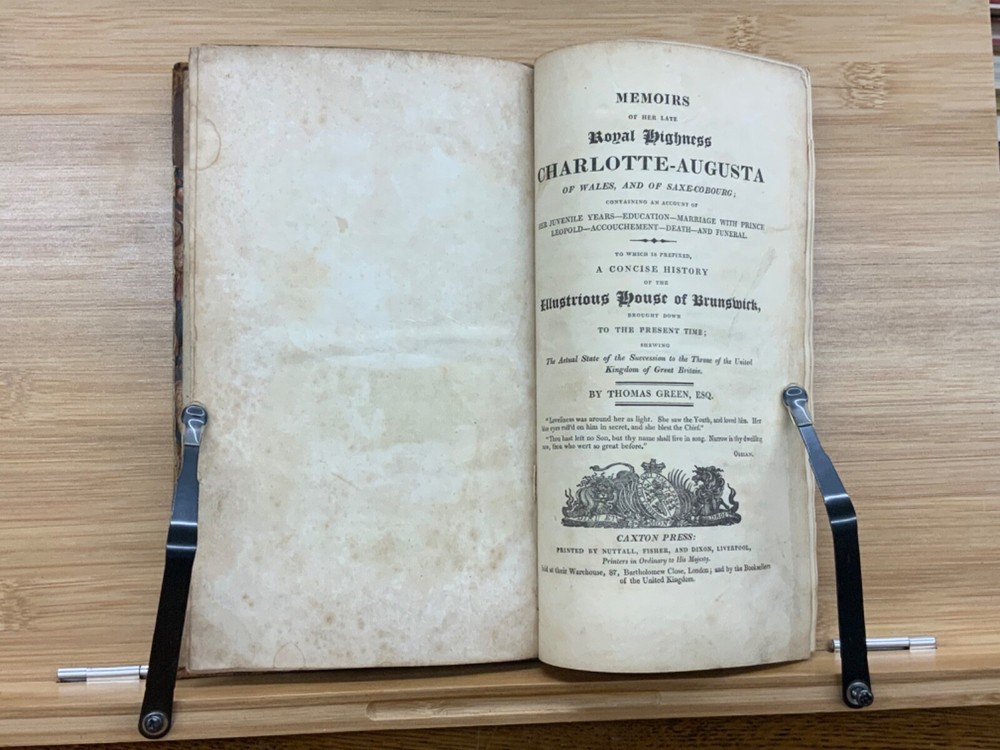 MEMOIRS
OF HER LATE
Royal Highness
CHARLOTTE-AUGUSTA
OF WALES, AND OF SAXE-COBOURG;
CONTAINING AN ACCOUNT OF
HER JUVENILE YEARS—EDUCATION—MARRIAGE WITH PRINCE
LEOPOLD—ACCOUCHEMENT—DEATH—AND FUNERAL.
TO WHICH IS PREFIXED,
A CONCISE HISTORY
OF THE
Illustrious House of Brunswick,
BROUGHT DOWN
TO THE PRESENT TIME;
SHEWING
The Actual State of the Succession to the Throne of the United
Kingdom of Great Britain.
BY THOMAS GREEN, ESQ.
"Loveliness was around her as light. She saw the Youth, and loved him. Her
eyes roll'd on him in secret, and she blest the Chief."
"Thou hast left no Son, but thy name shall live in song. Narrow is thy dwelling
now, thou who wert so great before."
OSSIAN.
DIEU ET MON DROIT
CAXTON PRESS:
PRINTED BY NUTTALL, FISHER, AND DIXON, LIVERPOOL,
Printers in Ordinary to His Majesty.
Sold at their Warehouse, 87, Bartholomew Close, London; and by the Booksellers
of the United Kingdom.